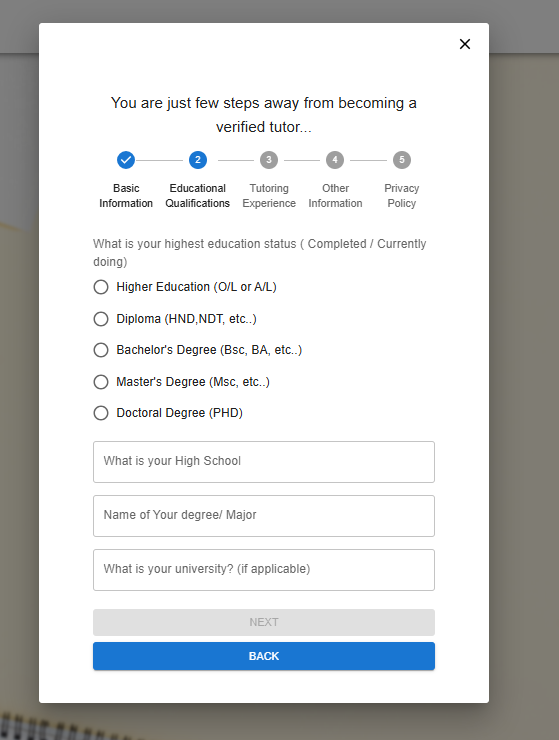 You are just few steps away from becoming a
verified tutor...
2
3
4
5
Basic
Information
Educational
Qualifications
Tutoring
Experience
Other
Information
Privacy
Policy
What is your highest education status ( Completed / Currently
doing)
Higher Education (O/L or A/L)
Diploma (HND,NDT, etc..)
Bachelor's Degree (Bsc, BA, etc..)
Master's Degree (Msc, etc..)
Doctoral Degree (PHD)
What is your High School
Name of Your degree/ Major
What is your university? (if applicable)
NEXT
BACK